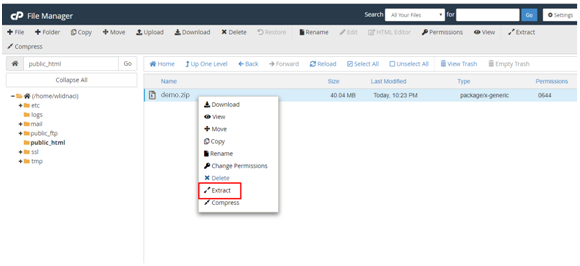 cP File Manager Search All Your Files for Go Settings
+ File + Folder Copy Move Upload Download Delete Restore Rename Edit HTML Editor Permissions View Extract
Compress
public_html Go Home Up One Level Back Forward Reload Select All Unselect All View Trash Empty Trash
Collapse All
Name Size Last Modified Type Permissions
demo.zip 40.04 MB Today, 10:23 PM package/x-generic 0644
(/home/wlidnaci)
etc
logs
mail
public_ftp
public_html
ssl
tmp
Download
View
Move
Copy
Rename
Change Permissions
Delete
Extract
Compress